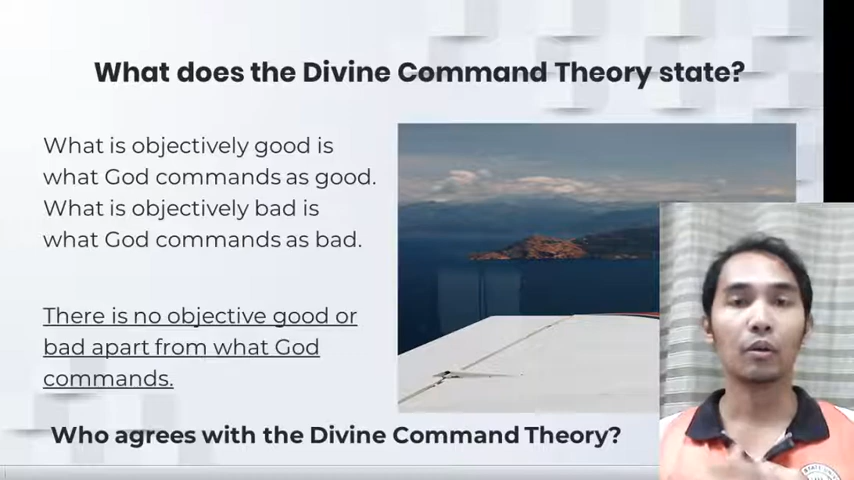 What does the Divine Command Theory state?
What is objectively good is
what God commands as good.
What is objectively bad is
what God commands as bad.
There is no objective good or
bad apart from what God
commands.
Who agrees with the Divine Command Theory?